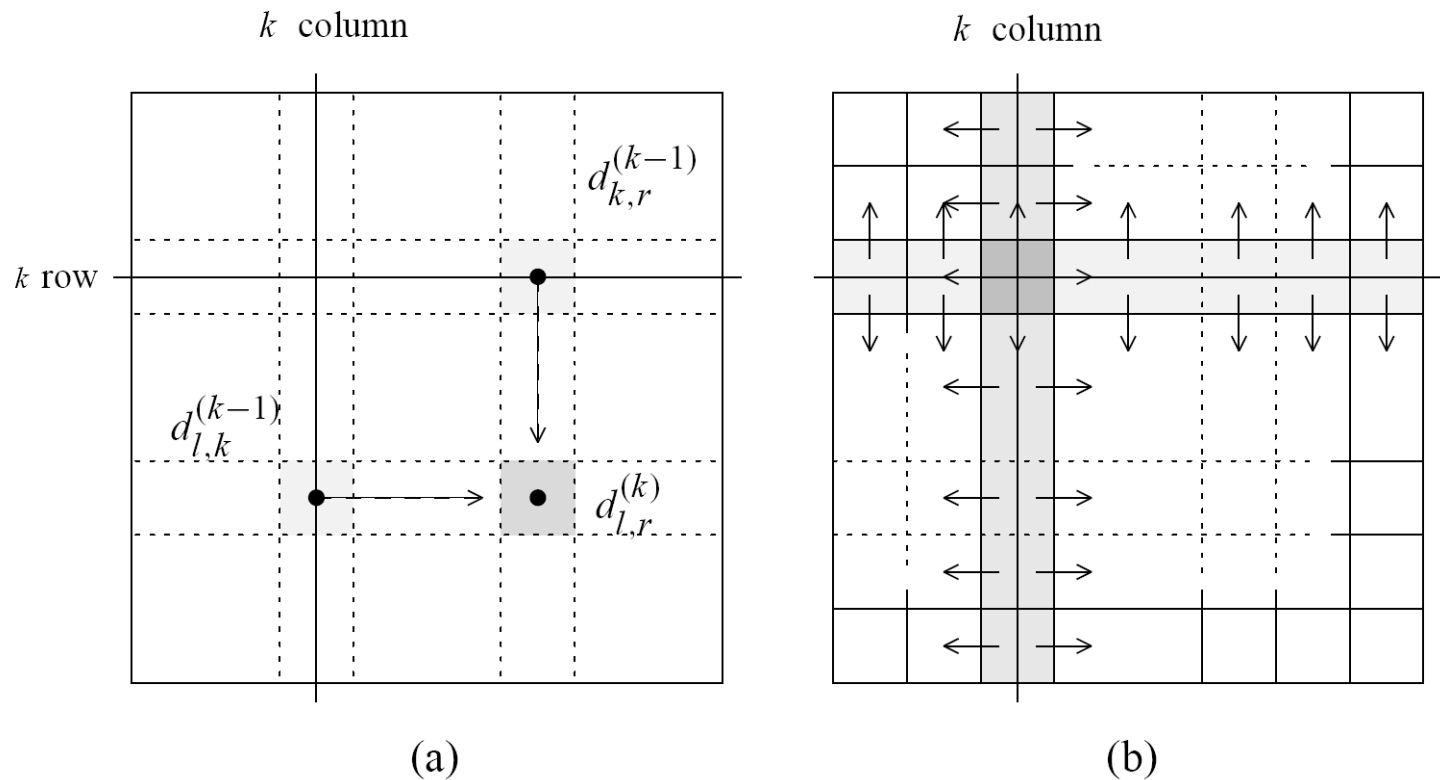 k column
k column
d_{k,r}^{(k−1)}
k row
d_{l,k}^{(k−1)}
d_{l,r}^{(k)}
(a)
(b)